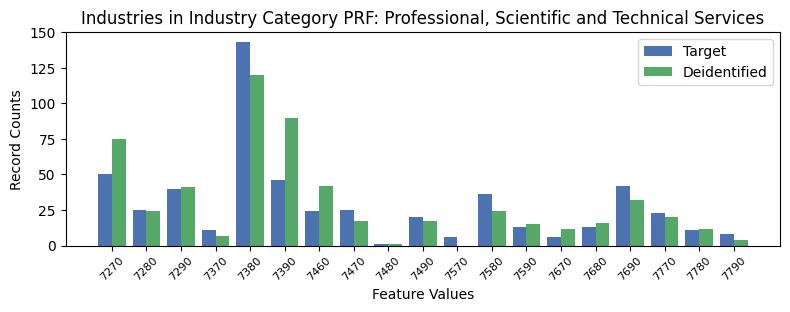 Industries in Industry Category PRF: Professional, Scientific and Technical Services
Record Counts
150
125
100
75
50
25
0
Target
Deidentified
7270 7280 7290 7370 7380 7390 7460 7470 7480 7490 7570 7580 7590 7670 7680 7690 7770 7780 7790
Feature Values